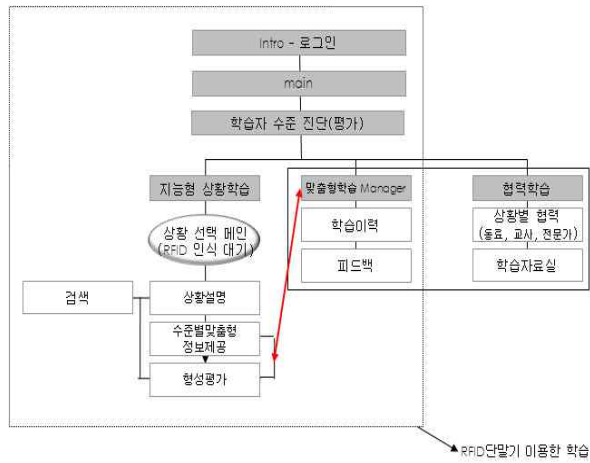 Intro - 로그인
main
학습자 수준 진단(평가)
지능형 상황학습
맞춤형학습 Manager
협력학습
상황 선택 메인
(RFID 인식 대기)
학습이력
상황별 협력
(동료, 교사, 전문가)
피드백
학습자료실
검색
상황설명
수준별맞춤형
정보제공
형성평가
RFID단말기 이용한 학습